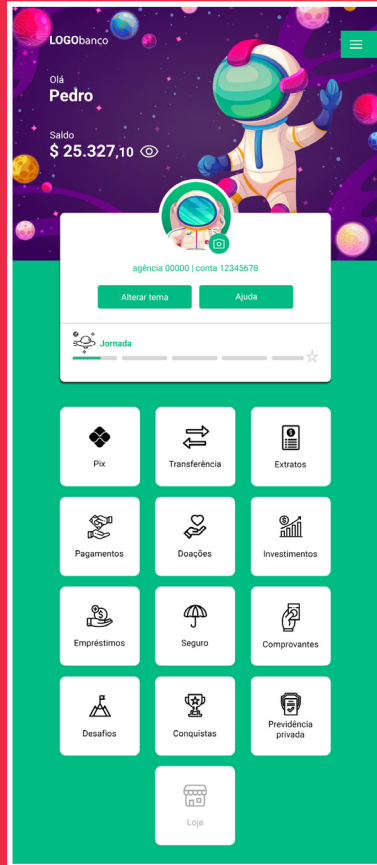 LOGObanco
Olá
Pedro
Saldo
$ 25.327,10
agência 00000 | conta 12345678
Alterar tema
Ajuda
Jornada
Pix
Transferência
Extratos
Pagamentos
Doações
Investimentos
Empréstimos
Seguro
Comprovantes
Desafios
Conquistas
Previdência
privada
Loja